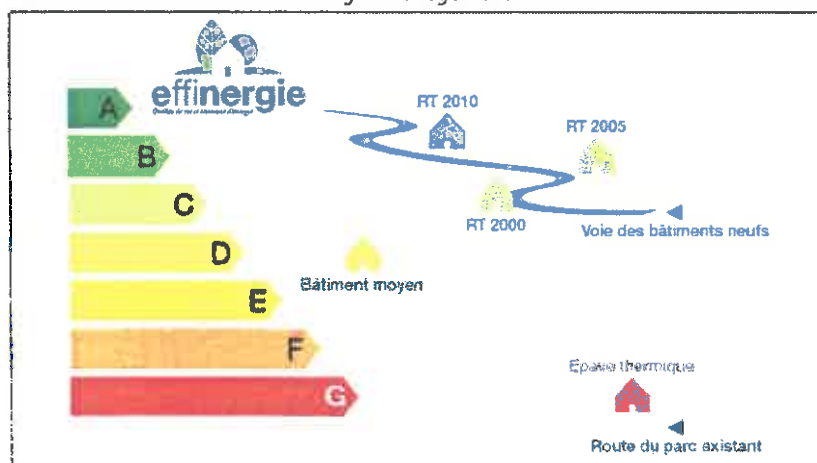 effinergie
A
B
C
D
E
F
G
RT 2010
RT 2005
RT 2000
Voie des bâtiments neufs
Bâtiment moyen
Epave thermique
Route du parc existant